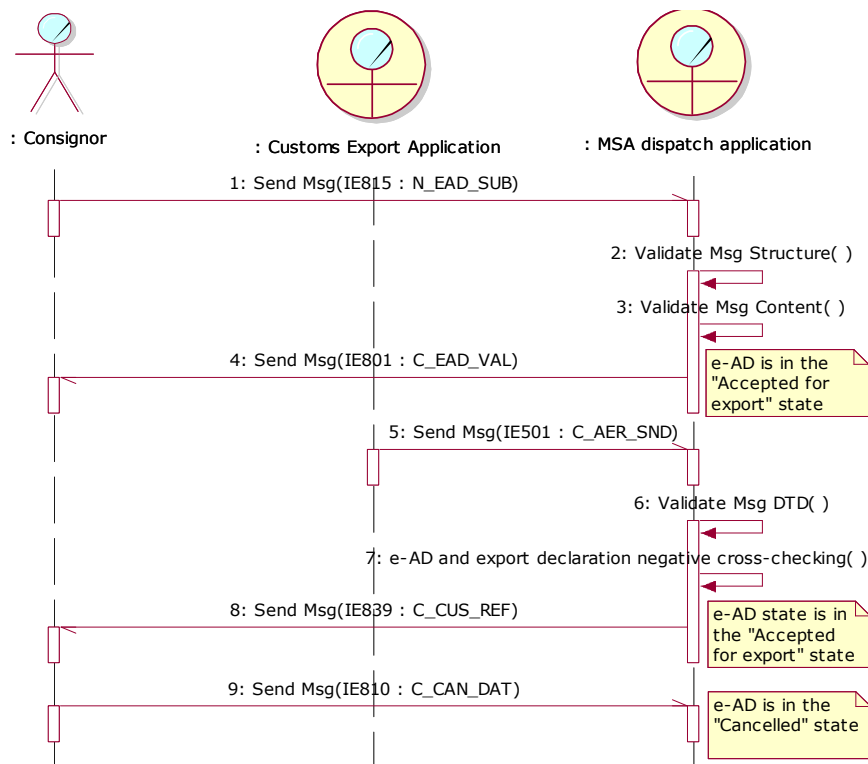 : Consignor
: Customs Export Application
: MSA dispatch application
1: Send Msg(IE815 : N_EAD_SUB)
2: Validate Msg Structure( )
3: Validate Msg Content( )
4: Send Msg(IE801 : C_EAD_VAL)
e-AD is in the
"Accepted for
export" state
5: Send Msg(IE501 : C_AER_SND)
6: Validate Msg DTD( )
7: e-AD and export declaration negative cross-checking( )
8: Send Msg(IE839 : C_CUS_REF)
e-AD state is in
the "Accepted
for export" state
9: Send Msg(IE810 : C_CAN_DAT)
e-AD is in the
"Cancelled" state